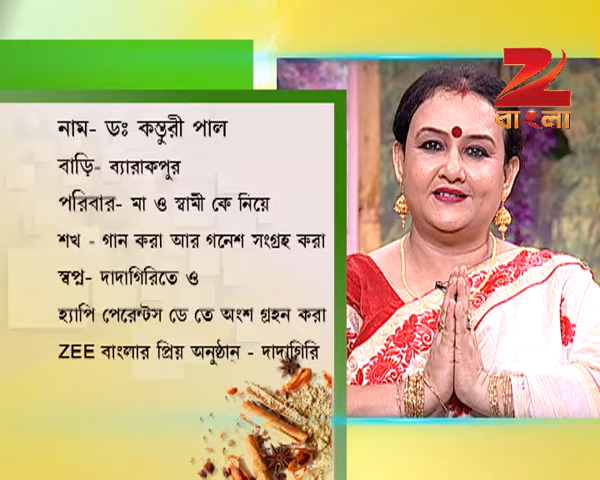 নাম- ডঃ কস্তুরী পাল
বাড়ি- ব্যারাকপুর
পরিবার- মা ও স্বামী কে নিয়ে
শখ - গান করা আর গনেশ সংগ্রহ করা
স্বপ্ন- দাদাগিরিতে ও
হ্যাপি পেরেন্টস ডে তে অংশ গ্রহন করা
ZEE বাংলার প্রিয় অনুষ্ঠান - দাদাগিরি
Z
বাংলা